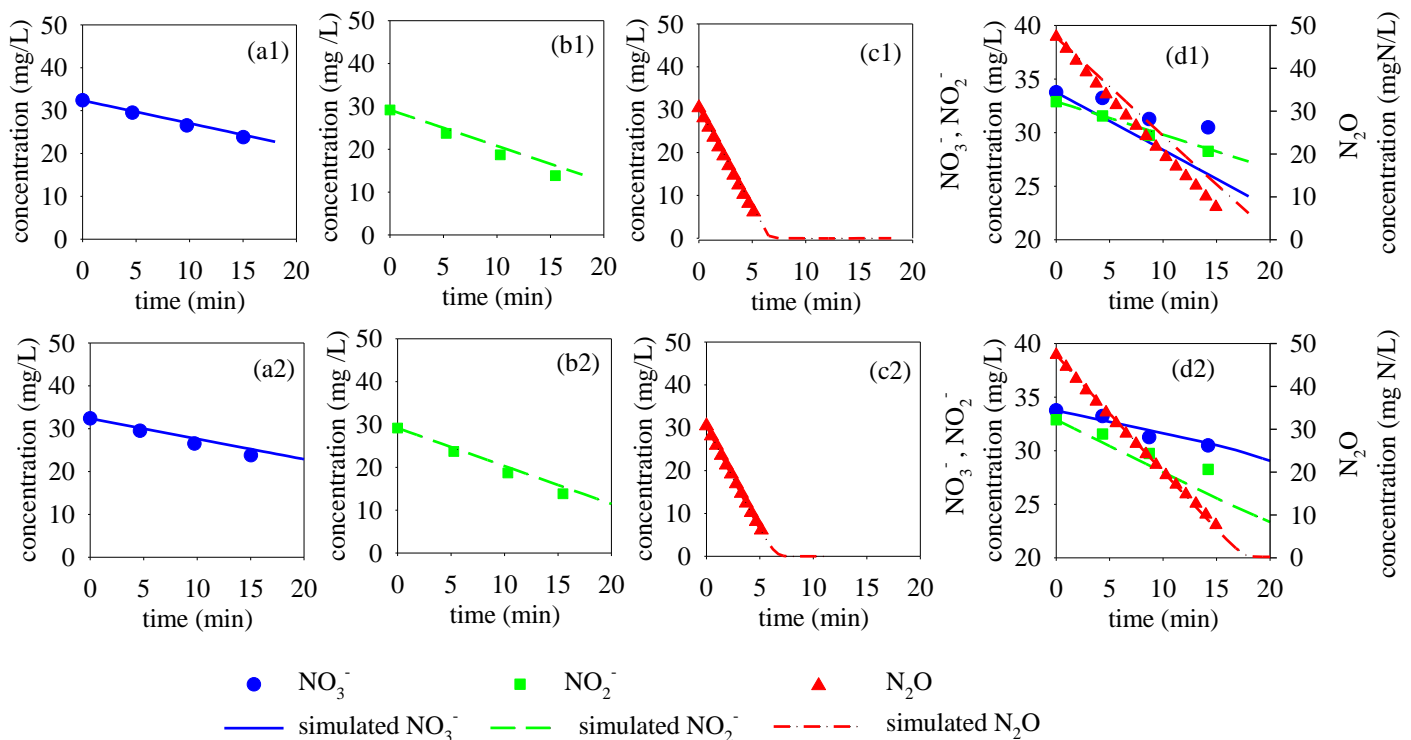 concentration (mg/L)
50
40
30
20
10
0
(a1)
0 5 10 15 20
time (min)
concentration (mg /L)
50
40
30
20
10
0
(b1)
0 5 10 15 20
time (min)
50
40
30
20
10
0
(c1)
0 5 10 15 20
time (min)
NO₃⁻, NO₂⁻
concentration (mg/L)
40
35
30
25
20
(d1)
50
40
30
20
10
0
N₂O
concentration (mgN/L)
0 5 10 15 20
time (min)
concentration (mg/L)
50
40
30
20
10
0
(a2)
0 5 10 15 20
time (min)
concentration (mg /L)
50
40
30
20
10
0
(b2)
0 5 10 15 20
time (min)
50
40
30
20
10
0
(c2)
0 5 10 15 20
time (min)
NO₃⁻, NO₂⁻
concentration (mg/L)
40
35
30
25
20
(d2)
50
40
30
20
10
0
N₂O
concentration (mg N/L)
0 5 10 15 20
time (min)
NO₃⁻ NO₂⁻ N₂O
simulated NO₃⁻ simulated NO₂⁻ simulated N₂O